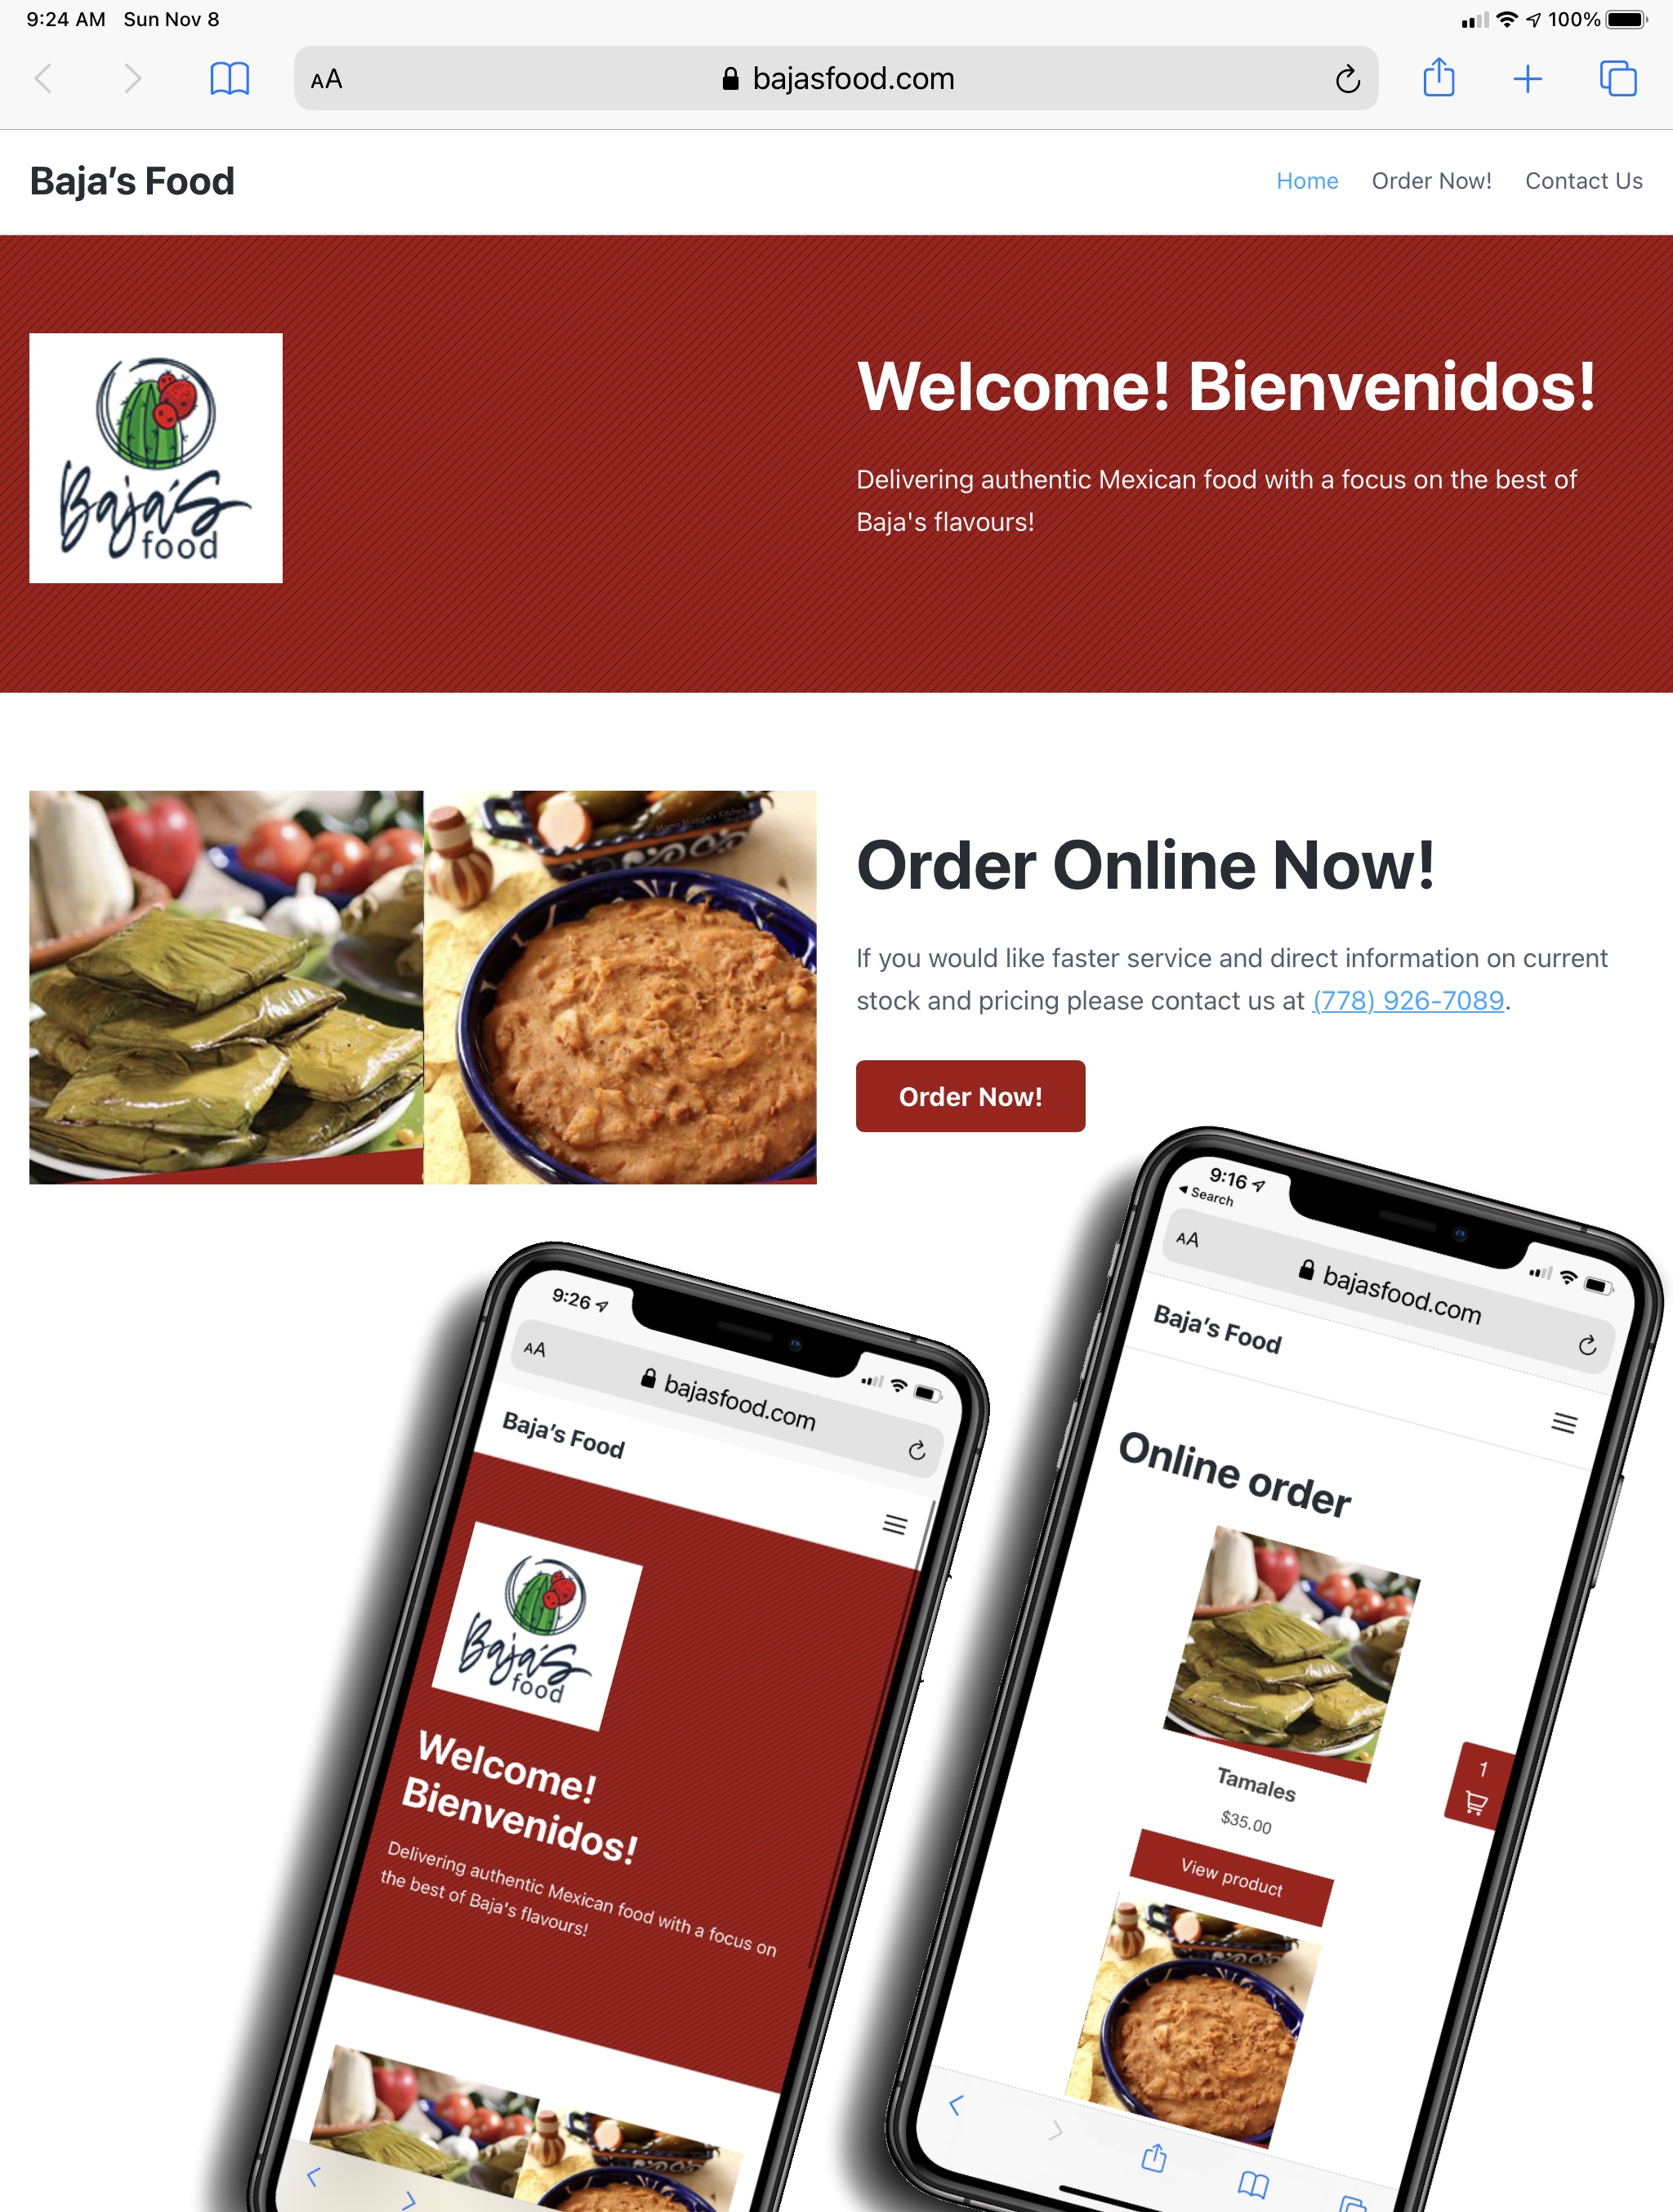 9:24 AM Sun Nov 8
100%
AA
bajasfood.com
Baja's Food
Home Order Now! Contact Us
Baja's
food
Welcome! Bienvenidos!
Delivering authentic Mexican food with a focus on the best of
Baja's flavours!
Mama Maggie's Kitchen
Order Online Now!
If you would like faster service and direct information on current
stock and pricing please contact us at (778) 926-7089.
Order Now!
9:26
AA
bajasfood.com
Baja's Food
Baja's
food
Welcome!
Bienvenidos!
Delivering authentic Mexican food with a focus on
the best of Baja's flavours!
9:16
Search
AA
bajasfood.com
Baja's Food
Online order
Tamales
$35.00
View product
1